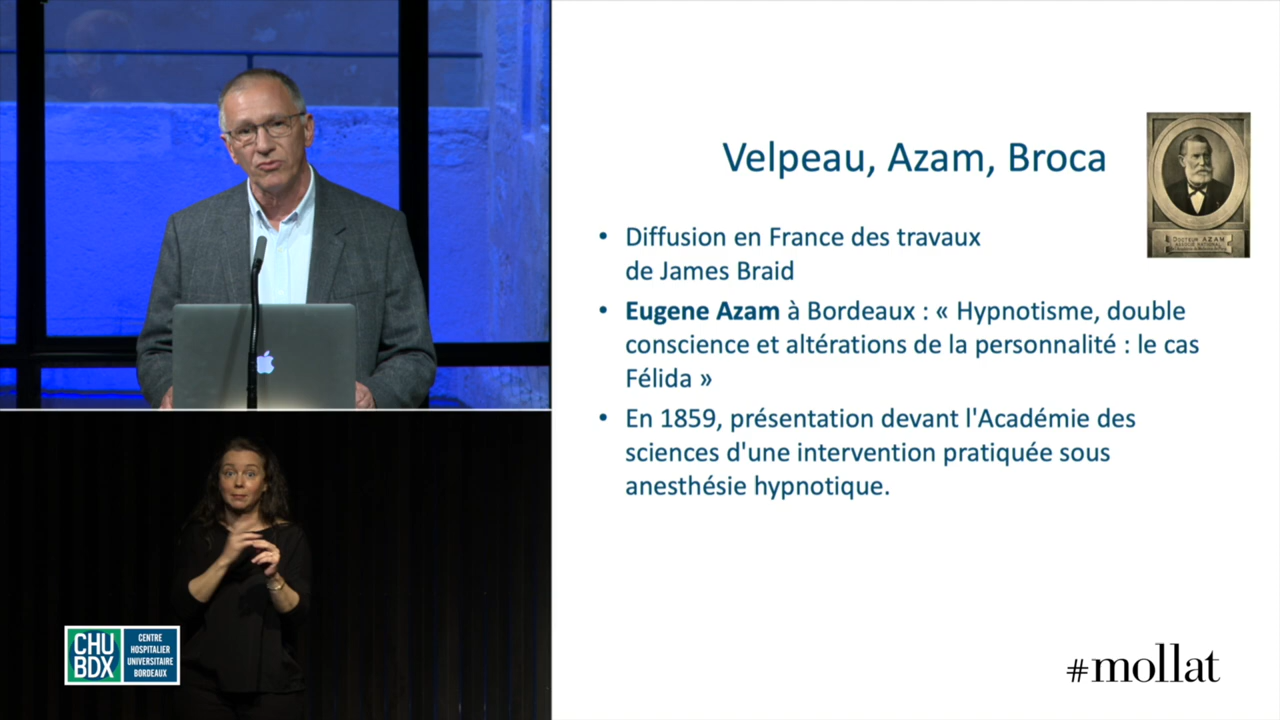 Velpeau, Azam, Broca
• Diffusion en France des travaux
de James Braid
• Eugene Azam à Bordeaux : « Hypnotisme, double
conscience et altérations de la personnalité : le cas
Félida »
• En 1859, présentation devant l'Académie des
sciences d'une intervention pratiquée sous
anesthésie hypnotique.
DOCTEUR AZAM
CHU
BDX
CENTRE
HOSPITALIER
UNIVERSITAIRE
BORDEAUX
#mollat